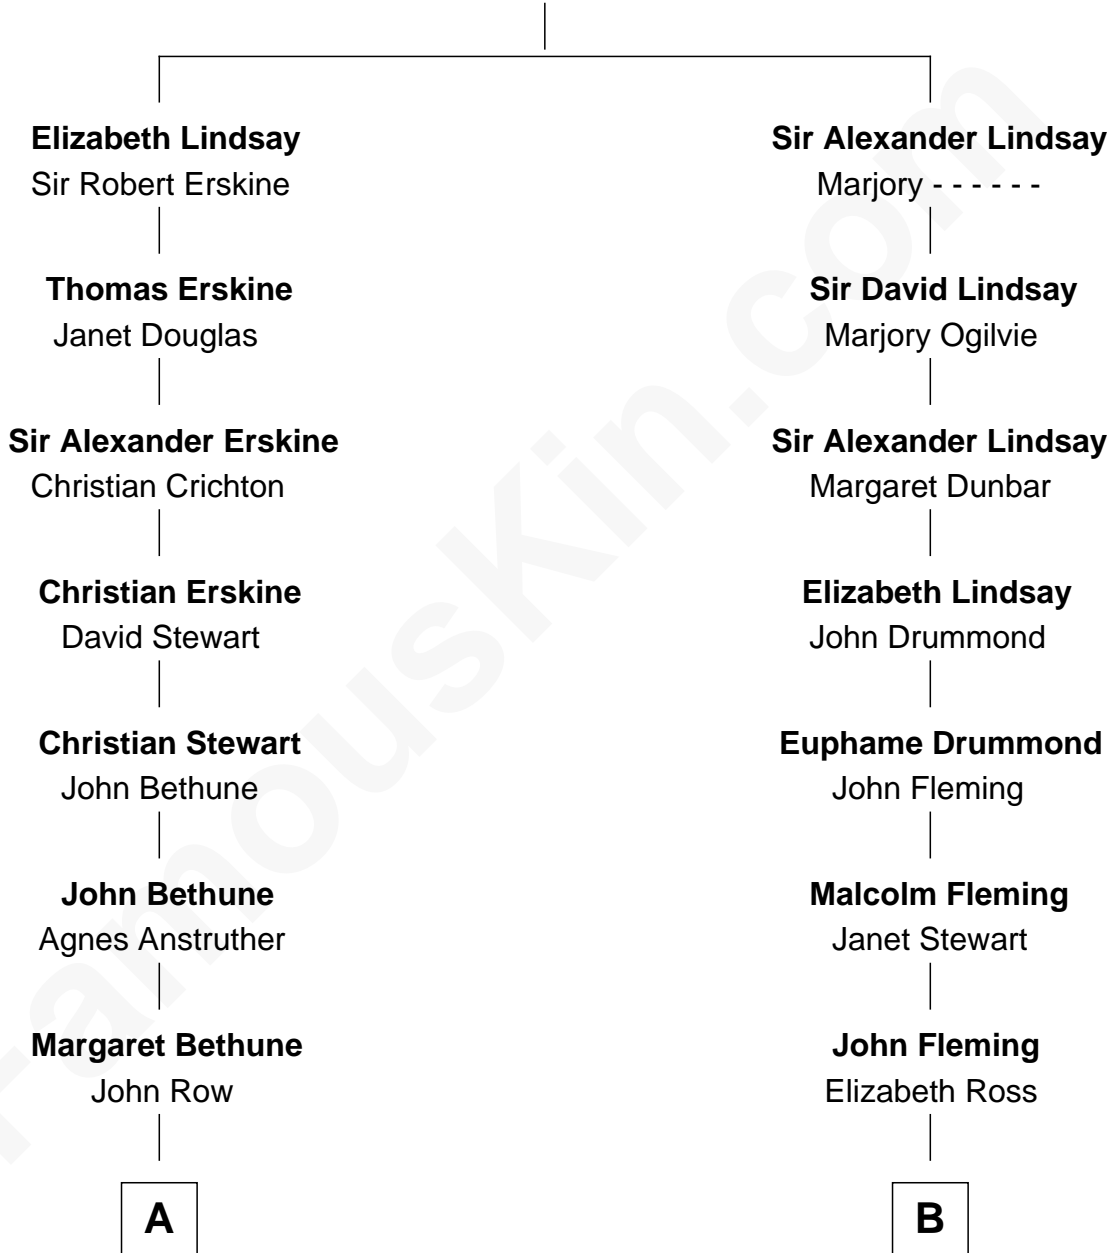 Elizabeth Lindsay
Sir Robert Erskine
Thomas Erskine
Janet Douglas
Sir Alexander Erskine
Christian Crichton
Christian Erskine
David Stewart
Christian Stewart
John Bethune
John Bethune
Agnes Anstruther
Margaret Bethune
John Row
A
Sir Alexander Lindsay
Marjory - - - - - -
Sir David Lindsay
Marjory Ogilvie
Sir Alexander Lindsay
Margaret Dunbar
Elizabeth Lindsay
John Drummond
Euphame Drummond
John Fleming
Malcolm Fleming
Janet Stewart
John Fleming
Elizabeth Ross
B
FamousKin.com